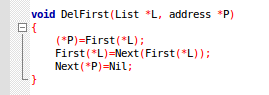 void DelFirst(List *L, address *P)
{
(*P)=First(*L);
First(*L)=Next(First(*L));
Next(*P)=Nil;
}